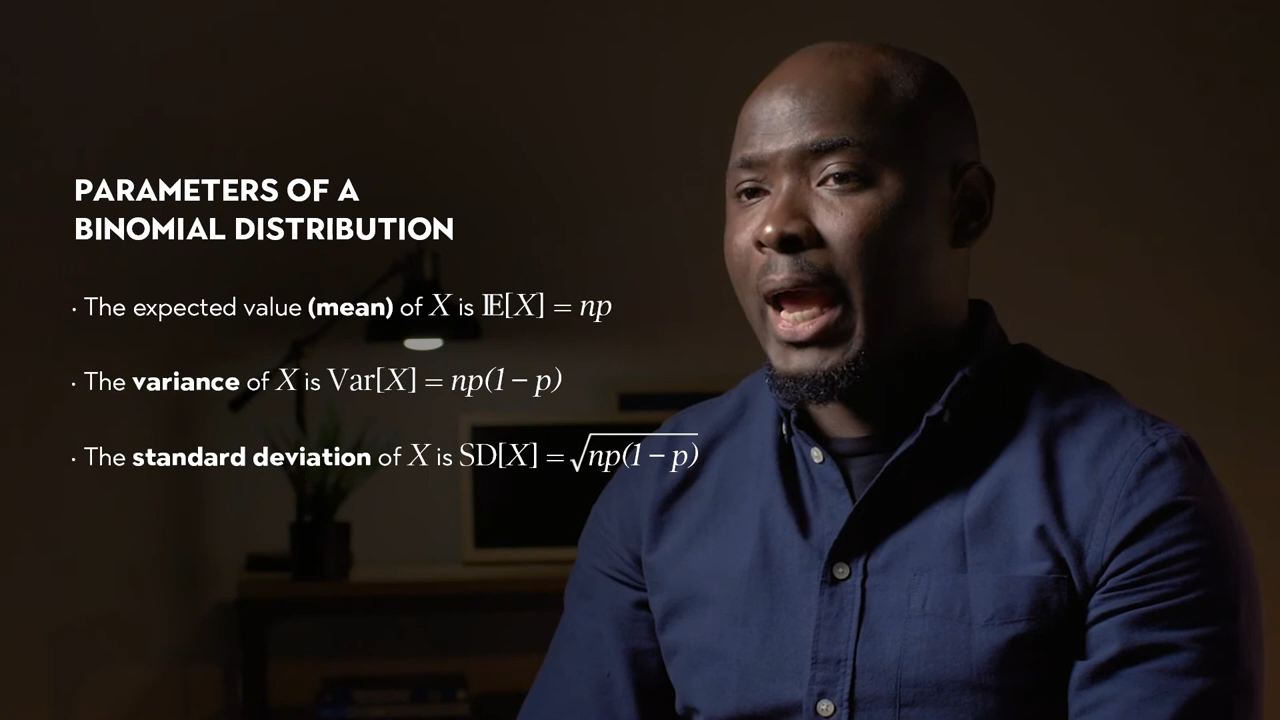 PARAMETERS OF A
BINOMIAL DISTRIBUTION
· The expected value (mean) of X is 𝔼[X] = np
· The variance of X is Var[X] = np(1 − p)
· The standard deviation of X is SD[X] = √np(1 − p)